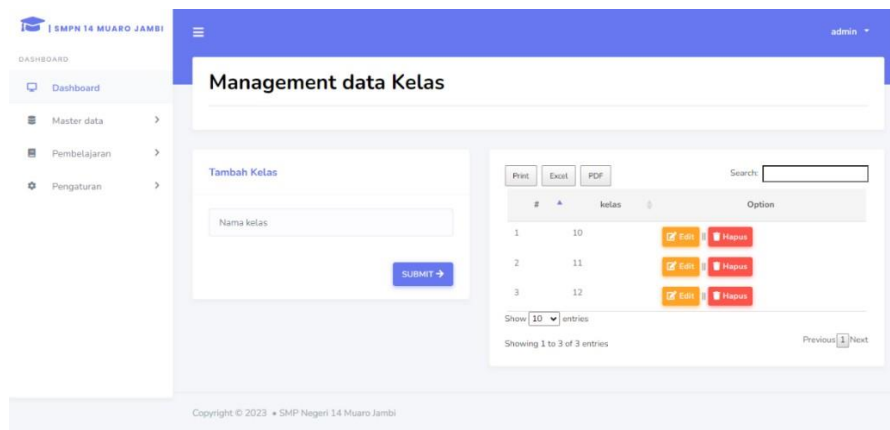 | SMPN 14 MUARO JAMBI
admin
DASHBOARD
Dashboard
Master data
Pembelajaran
Pengaturan
Management data Kelas
Tambah Kelas
Nama kelas
SUBMIT →
Print Excel PDF
Search:
# kelas Option
1 10 Edit || Hapus
2 11 Edit || Hapus
3 12 Edit || Hapus
Show 10 entries
Showing 1 to 3 of 3 entries
Previous 1 Next
Copyright © 2023 • SMP Negeri 14 Muaro Jambi